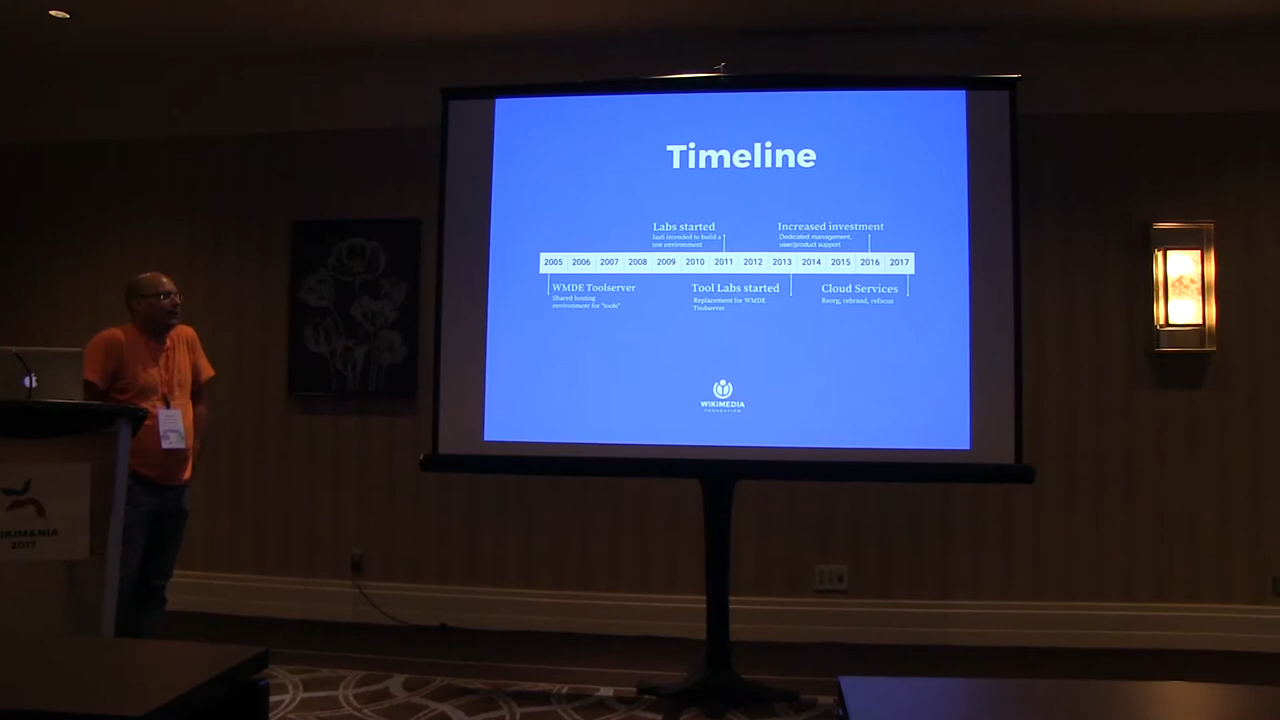 Timeline
Labs started
IaaS intended to build a
test environment
Increased investment
Dedicated management,
user/product support
2005 2006 2007 2008 2009 2010 2011 2012 2013 2014 2015 2016 2017
WMDE Toolserver
Shared hosting
environment for "tools"
Tool Labs started
Replacement for WMDE
Toolserver
Cloud Services
Reorg, rebrand, refocus
WIKIMEDIA
FOUNDATION
IKIMANIA
2017